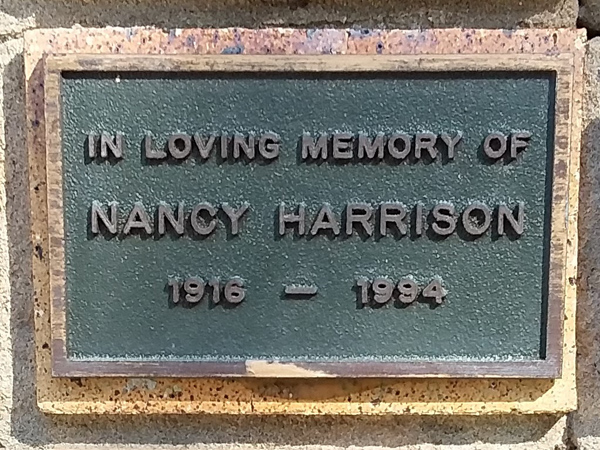 IN LOVING MEMORY OF
NANCY HARRISON
1916 — 1994